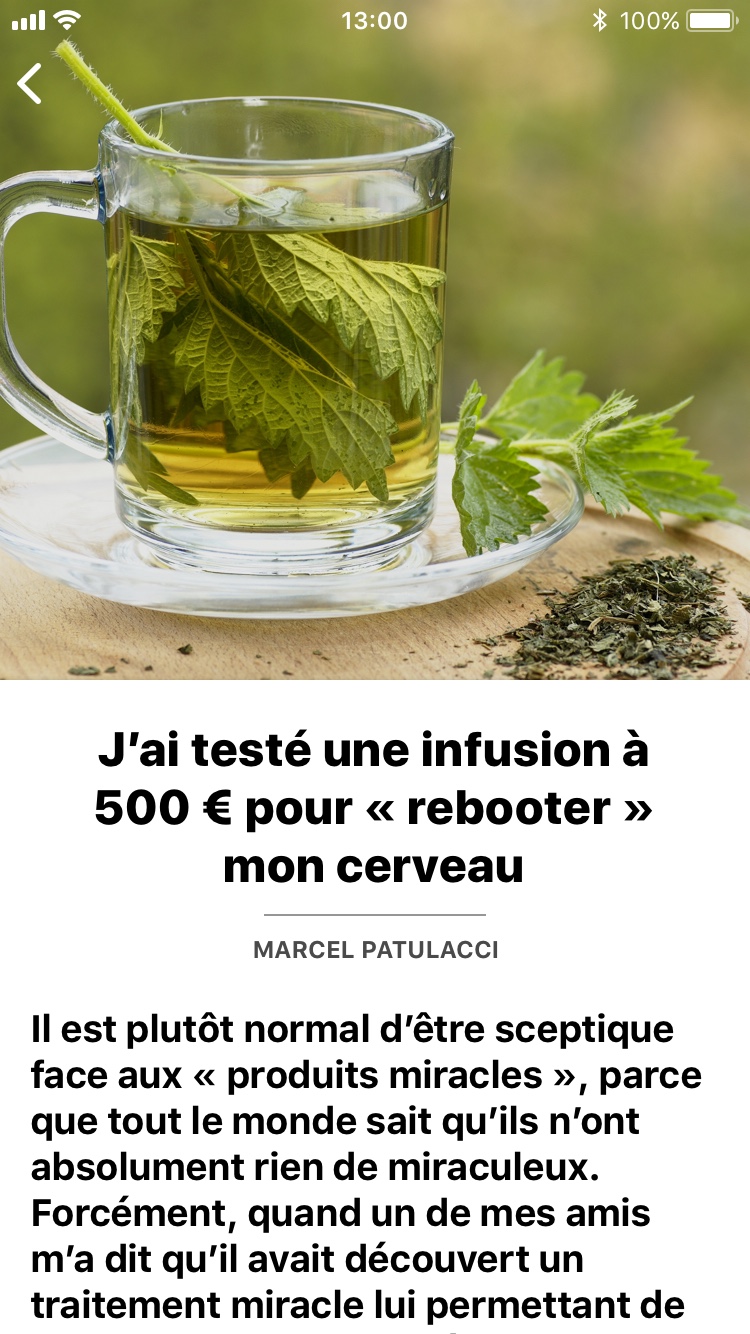 13:00
100%
J’ai testé une infusion à
500 € pour « rebooter »
mon cerveau
MARCEL PATULACCI
Il est plutôt normal d’être sceptique
face aux « produits miracles », parce
que tout le monde sait qu’ils n’ont
absolument rien de miraculeux.
Forcément, quand un de mes amis
m’a dit qu’il avait découvert un
traitement miracle lui permettant de